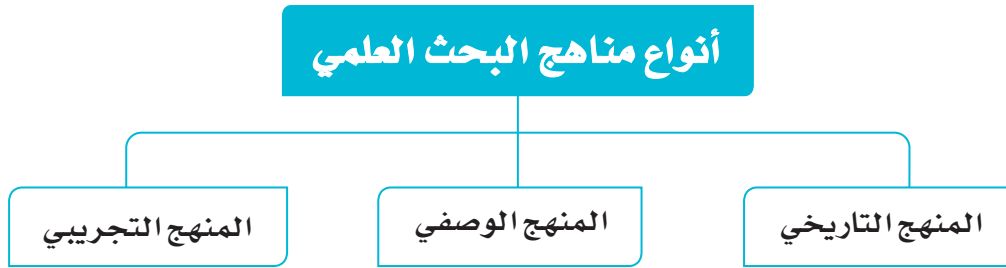 أنواع مناهج البحث العلمي
المنهج التاريخي
المنهج الوصفي
المنهج التجريبي